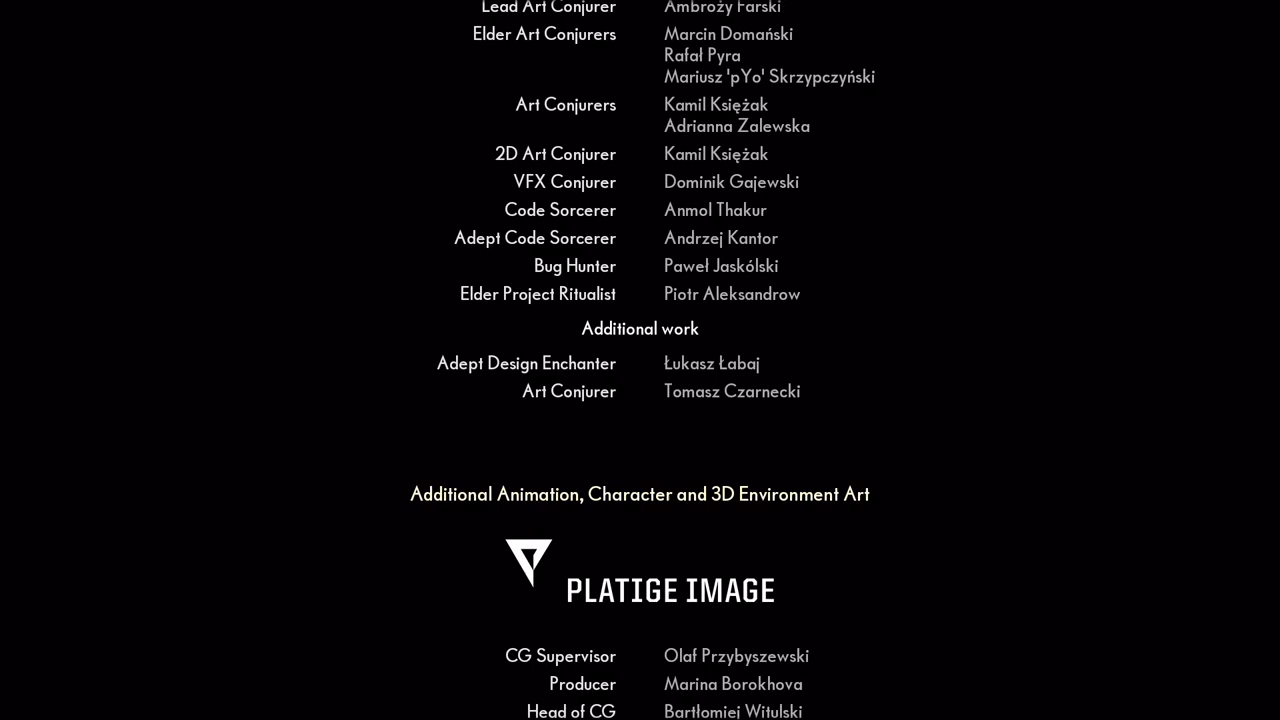 Lead Art Conjurer Ambroży Farski
Elder Art Conjurers Marcin Domański
Rafał Pyra
Mariusz 'pYo' Skrzypczyński
Art Conjurers Kamil Księżak
Adrianna Zalewska
2D Art Conjurer Kamil Księżak
VFX Conjurer Dominik Gajewski
Code Sorcerer Anmol Thakur
Adept Code Sorcerer Andrzej Kantor
Bug Hunter Paweł Jaskólski
Elder Project Ritualist Piotr Aleksandrow
Additional work
Adept Design Enchanter Łukasz Łabaj
Art Conjurer Tomasz Czarnecki
Additional Animation, Character and 3D Environment Art
PLATIGE IMAGE
CG Supervisor Olaf Przybyszewski
Producer Marina Borokhova
Head of CG Bartłomiej Witulski